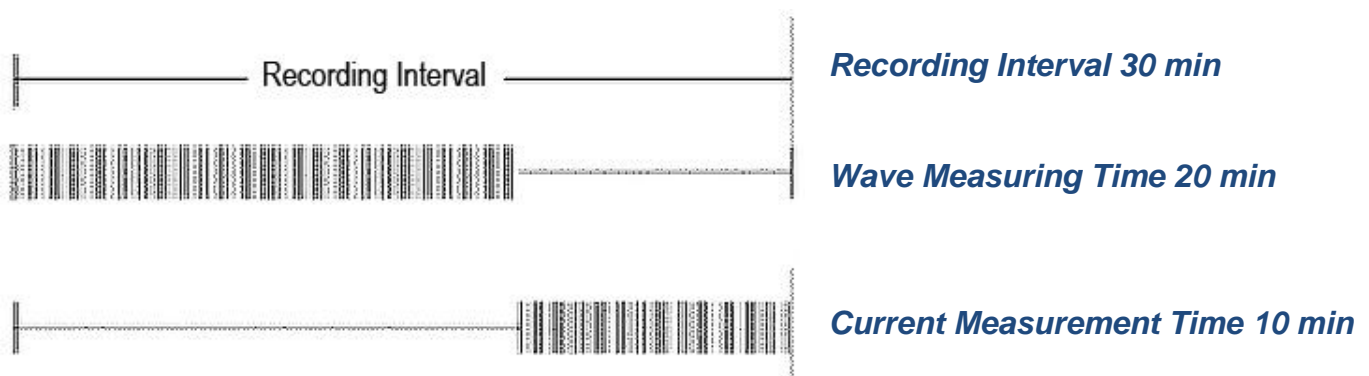 Recording Interval
Recording Interval 30 min
Wave Measuring Time 20 min
Current Measurement Time 10 min